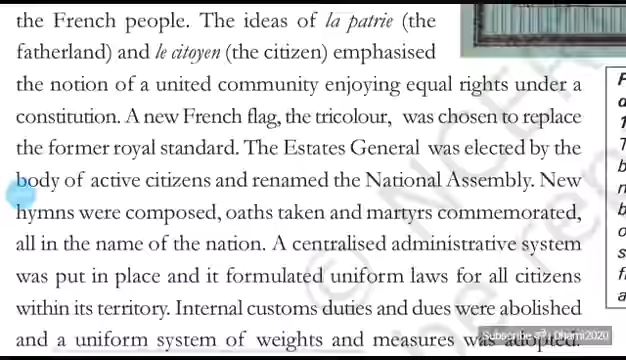 the French people. The ideas of la patrie (the
fatherland) and le citoyen (the citizen) emphasised
the notion of a united community enjoying equal rights under a
constitution. A new French flag, the tricolour, was chosen to replace
the former royal standard. The Estates General was elected by the
body of active citizens and renamed the National Assembly. New
hymns were composed, oaths taken and martyrs commemorated,
all in the name of the nation. A centralised administrative system
was put in place and it formulated uniform laws for all citizens
within its territory. Internal customs duties and dues were abolished
and a uniform system of weights and measures was adopted.
Subscribe करें | Dhami2020